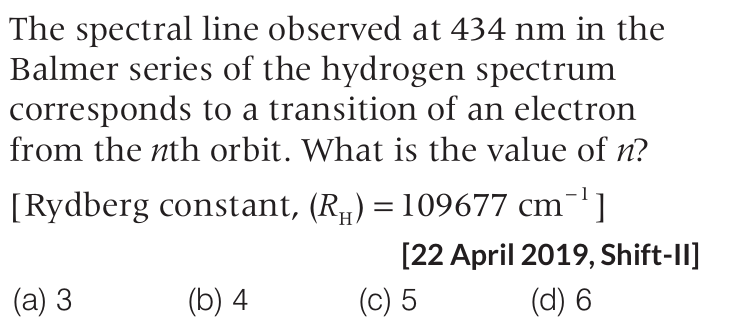 The spectral line observed at 434 nm in the
Balmer series of the hydrogen spectrum
corresponds to a transition of an electron
from the nth orbit. What is the value of n?
[Rydberg constant, (R_H) = 109677 cm⁻¹]
[22 April 2019, Shift-II]
(a) 3 (b) 4 (c) 5 (d) 6